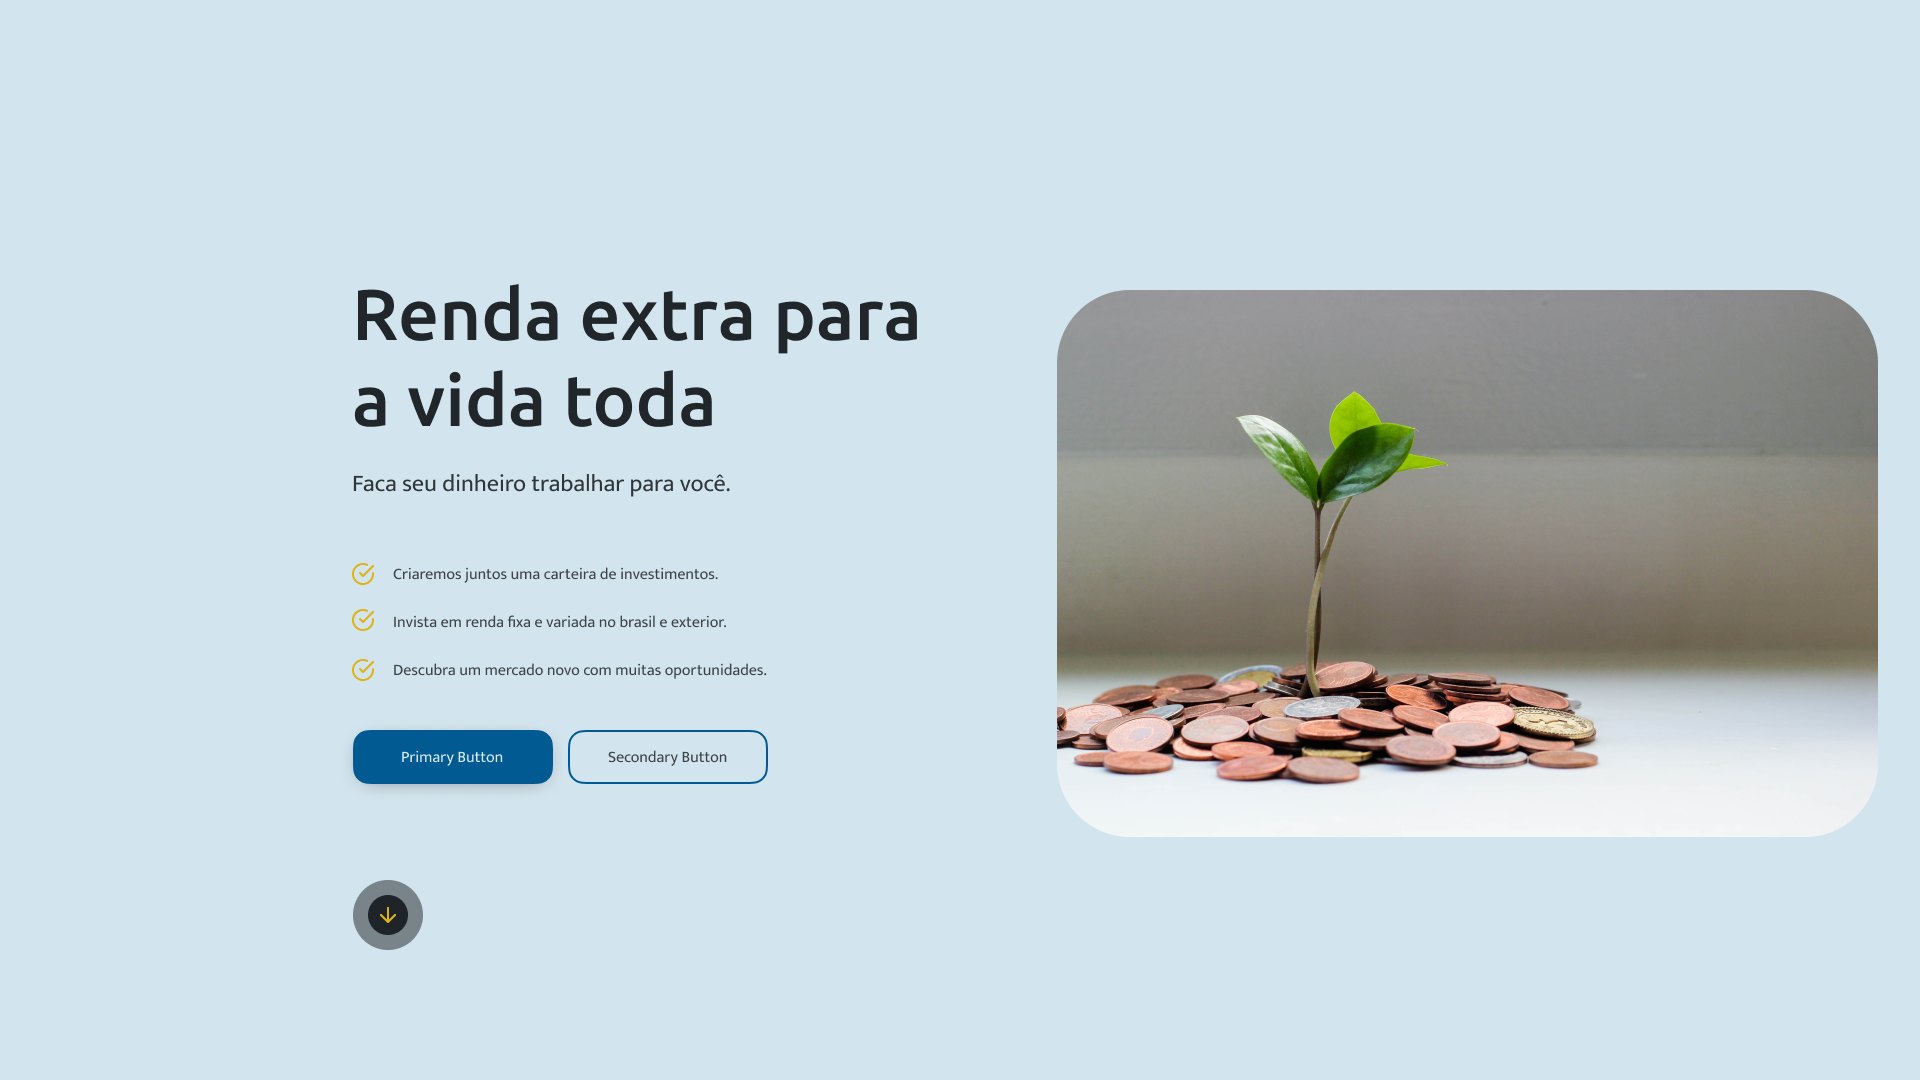 Renda extra para
a vida toda
Faca seu dinheiro trabalhar para você.
Criaremos juntos uma carteira de investimentos.
Invista em renda fixa e variada no brasil e exterior.
Descubra um mercado novo com muitas oportunidades.
Primary Button
Secondary Button